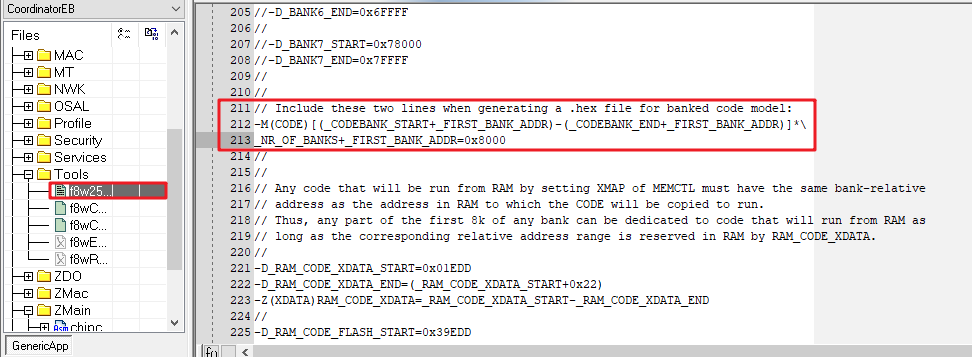 CoordinatorEB
Files
MAC
MT
NWK
OSAL
Profile
Security
Services
Tools
f8w25...
f8wC...
f8wC...
f8wE...
f8wR...
ZDO
ZMac
ZMain
chipc
GenericApp
205 //-D_BANK6_END=0x6FFFF
206 //
207 //-D_BANK7_START=0x78000
208 //-D_BANK7_END=0x7FFFF
209 //
210 //
211 // Include these two lines when generating a .hex file for banked code model:
212 -M(CODE)[(_CODEBANK_START+_FIRST_BANK_ADDR)-(_CODEBANK_END+_FIRST_BANK_ADDR)]*\
213 _NR_OF_BANKS+_FIRST_BANK_ADDR=0x8000
214 //
215 //
216 // Any code that will be run from RAM by setting XMAP of MEMCTL must have the same bank-relative
217 // address as the address in RAM to which the CODE will be copied to run.
218 // Thus, any part of the first 8k of any bank can be dedicated to code that will run from RAM as
219 // long as the corresponding relative address range is reserved in RAM by RAM_CODE_XDATA.
220 //
221 -D_RAM_CODE_XDATA_START=0x01EDD
222 -D_RAM_CODE_XDATA_END=(_RAM_CODE_XDATA_START+0x22)
223 -Z(XDATA)RAM_CODE_XDATA=_RAM_CODE_XDATA_START-_RAM_CODE_XDATA_END
224 //
225 -D_RAM_CODE_FLASH_START=0x39EDD